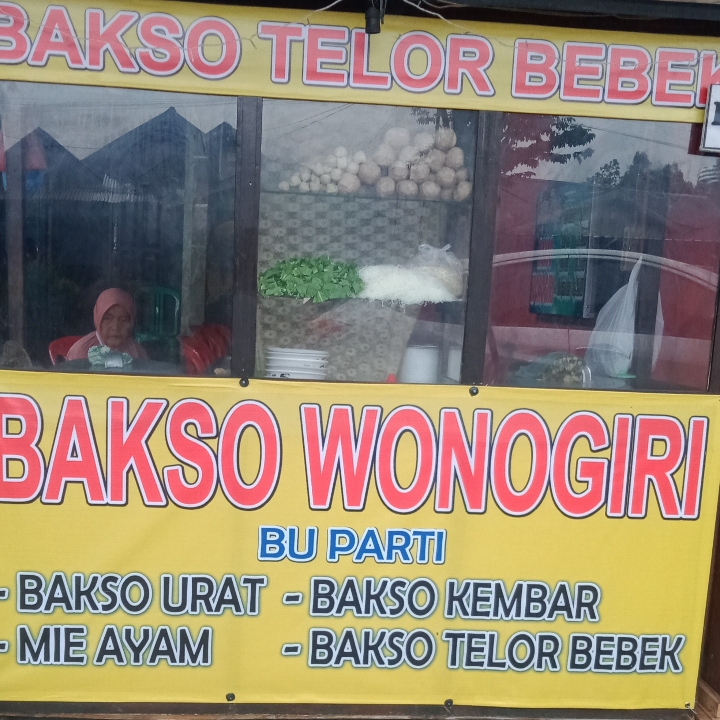 BAKSO TELOR BEBEK
BAKSO WONOGIRI
BU PARTI
- BAKSO URAT - BAKSO KEMBAR
- MIE AYAM - BAKSO TELOR BEBEK